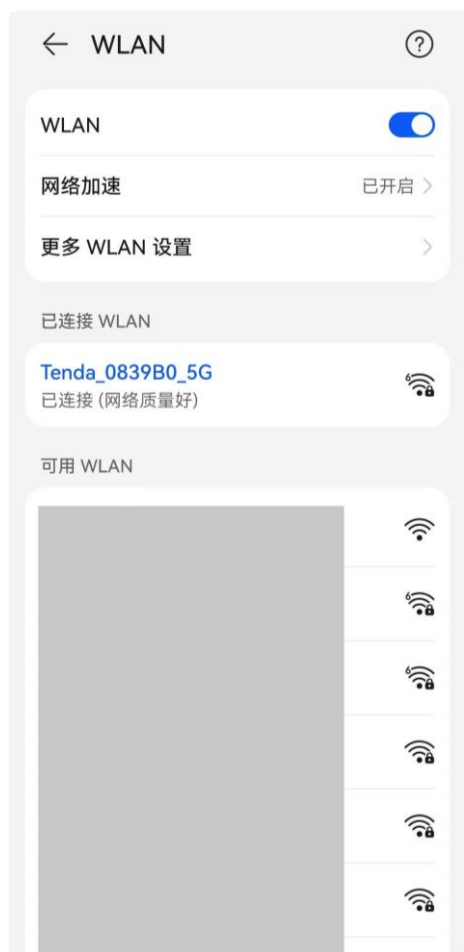 WLAN
WLAN
网络加速 已开启
更多 WLAN 设置
已连接 WLAN
Tenda_0839B0_5G
已连接 (网络质量好)
可用 WLAN